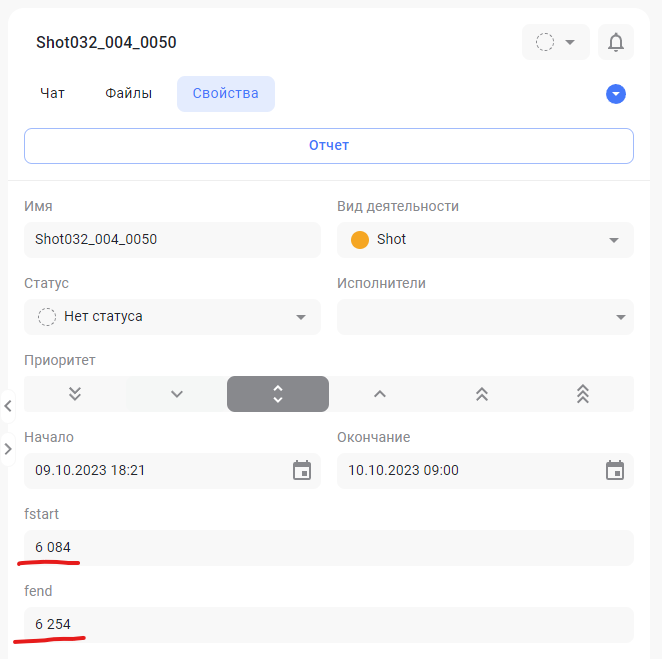 Shot032_004_0050
Чат Файлы Свойства
Отчет
Имя Вид деятельности
Shot032_004_0050 Shot
Статус Исполнители
Нет статуса
Приоритет
Начало Окончание
09.10.2023 18:21 10.10.2023 09:00
fstart
6 084
fend
6 254